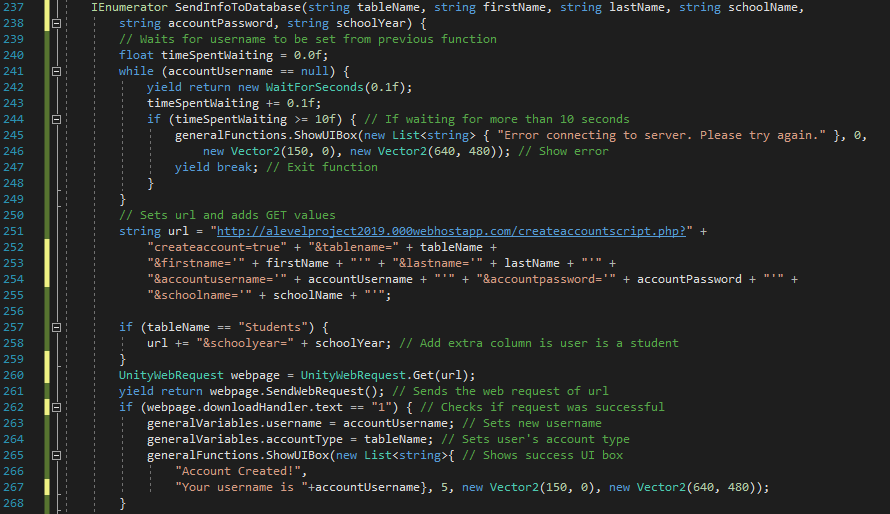 237 IEnumerator SendInfoToDatabase(string tableName, string firstName, string lastName, string schoolName,
238 string accountPassword, string schoolYear) {
239 // Waits for username to be set from previous function
240 float timeSpentWaiting = 0.0f;
241 while (accountUsername == null) {
242 yield return new WaitForSeconds(0.1f);
243 timeSpentWaiting += 0.1f;
244 if (timeSpentWaiting >= 10f) { // If waiting for more than 10 seconds
245 generalFunctions.ShowUIBox(new List<string> { "Error connecting to server. Please try again." }, 0,
246 new Vector2(150, 0), new Vector2(640, 480)); // Show error
247 yield break; // Exit function
248 }
249 }
250 // Sets url and adds GET values
251 string url = "http://alevelproject2019.000webhostapp.com/createaccountscript.php?" +
252 "createaccount=true" + "&tablename=" + tableName +
253 "&firstname='" + firstName + "'" + "&lastname='" + lastName + "'" +
254 "&accountusername='" + accountUsername + "'" + "&accountpassword='" + accountPassword + "'" +
255 "&schoolname='" + schoolName + "'";
256
257 if (tableName == "Students") {
258 url += "&schoolyear=" + schoolYear; // Add extra column is user is a student
259 }
260 UnityWebRequest webpage = UnityWebRequest.Get(url);
261 yield return webpage.SendWebRequest(); // Sends the web request of url
262 if (webpage.downloadHandler.text == "1") { // Checks if request was successful
263 generalVariables.username = accountUsername; // Sets new username
264 generalVariables.accountType = tableName; // Sets user's account type
265 generalFunctions.ShowUIBox(new List<string>{ // Shows success UI box
266 "Account Created!",
267 "Your username is "+accountUsername}, 5, new Vector2(150, 0), new Vector2(640, 480));
268 }